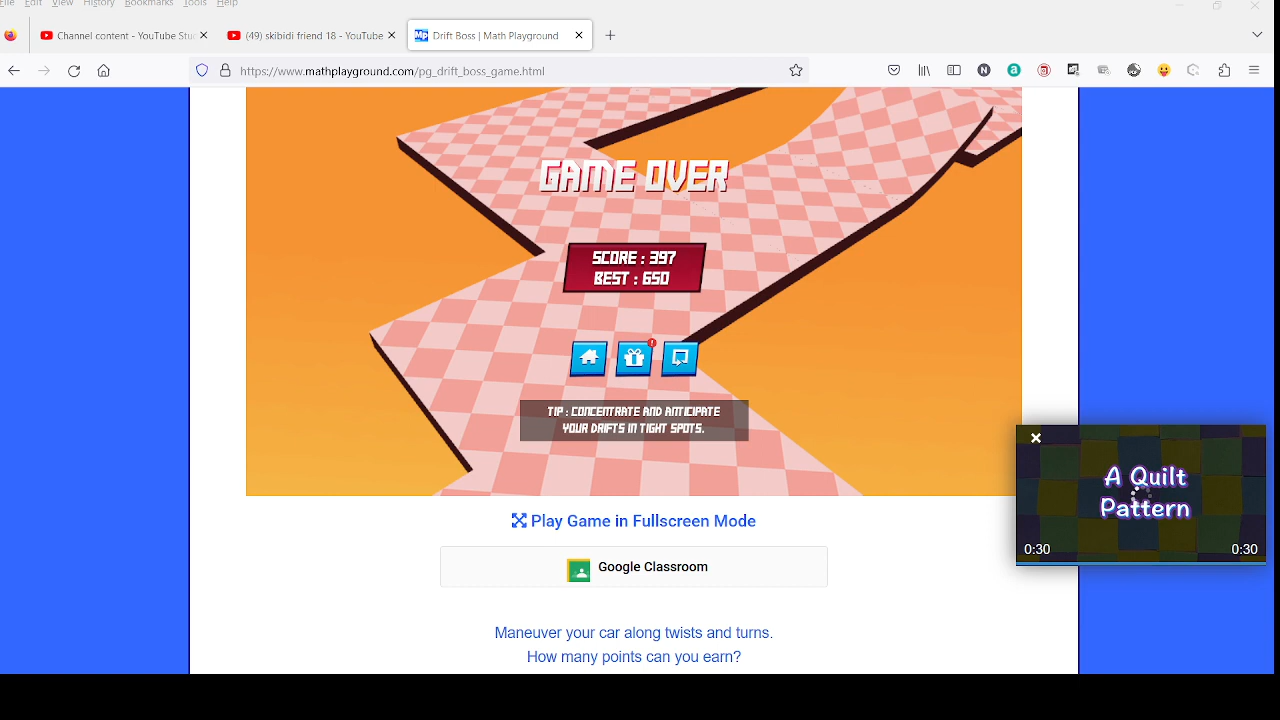 File Edit View History Bookmarks Tools Help
Channel content - YouTube Stu
(49) skibidi friend 18 - YouTube
Mp Drift Boss | Math Playground
https://www.mathplayground.com/pg_drift_boss_game.html
GAME OVER
SCORE : 397
BEST : 650
TIP : CONCENTRATE AND ANTICIPATE
YOUR DRIFTS IN TIGHT SPOTS.
A Quilt
Pattern
0:30
0:30
Play Game in Fullscreen Mode
Google Classroom
Maneuver your car along twists and turns.
How many points can you earn?